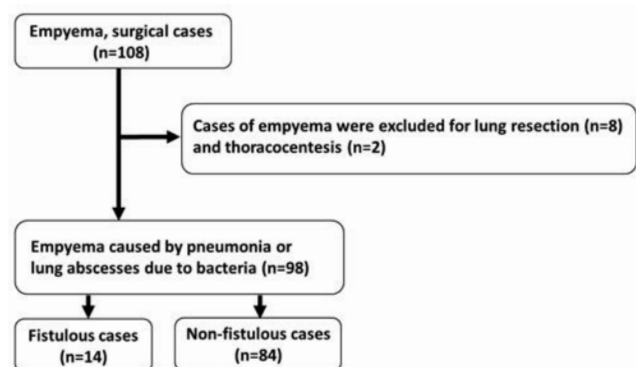 Empyema, surgical cases
(n=108)
Cases of empyema were excluded for lung resection (n=8)
and thoracocentesis (n=2)
Empyema caused by pneumonia or
lung abscesses due to bacteria (n=98)
Fistulous cases
(n=14)
Non-fistulous cases
(n=84)